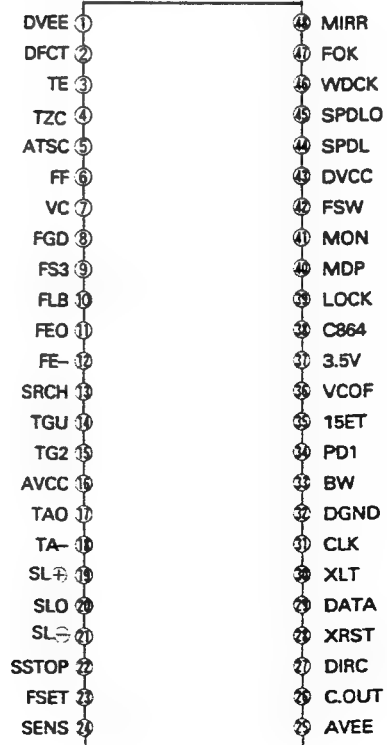 DVEE 1 48 MIRR
DFCT 2 47 FOK
TE 3 46 WDCK
TZC 4 45 SPDLO
ATSC 5 44 SPDL
FF 6 43 DVCC
VC 7 42 FSW
FGD 8 41 MON
FS3 9 40 MDP
FLB 10 39 LOCK
FEO 11 38 C864
FE− 12 37 3.5V
SRCH 13 36 VCOF
TGU 14 35 15ET
TG2 15 34 PD1
AVCC 16 33 BW
TAO 17 32 DGND
TA− 18 31 CLK
SL⊕ 19 30 XLT
SLO 20 29 DATA
SL⊖ 21 28 XRST
SSTOP 22 27 DIRC
FSET 23 26 C.OUT
SENS 24 25 AVEE